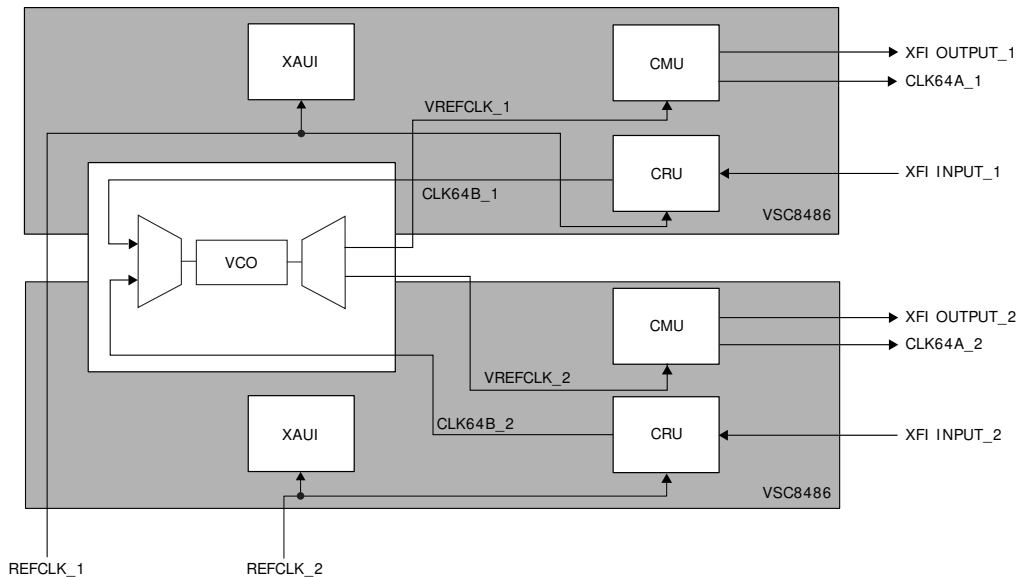 XAUI
CMU
XFI OUTPUT_1
CLK64A_1
VREFCLK_1
CRU
XFI INPUT_1
CLK64B_1
VSC8486
VCO
CMU
XFI OUTPUT_2
CLK64A_2
VREFCLK_2
XAUI
CLK64B_2
CRU
XFI INPUT_2
VSC8486
REFCLK_1
REFCLK_2